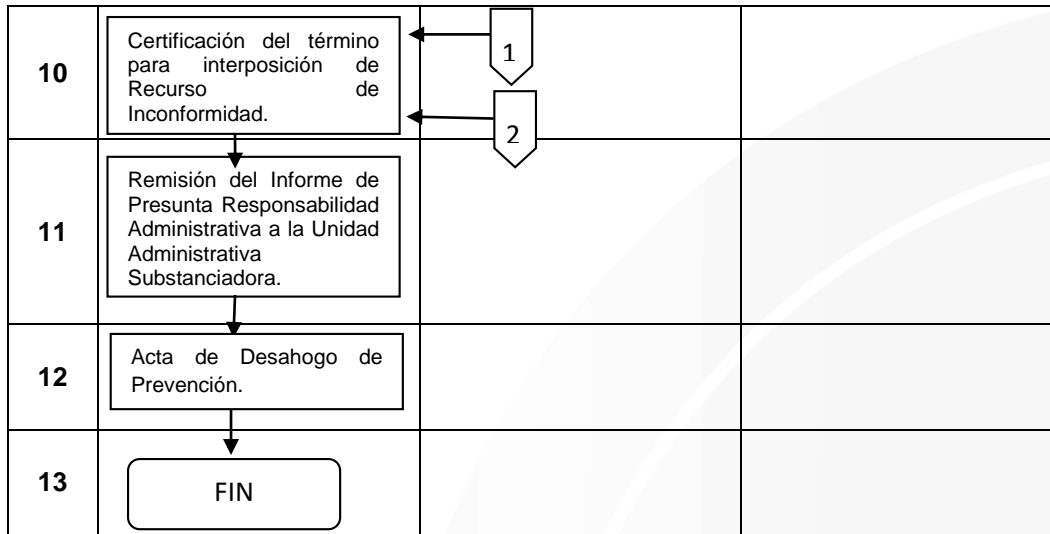 10
Certificación del término
para interposición de
Recurso de
Inconformidad.
1
2
11
Remisión del Informe de
Presunta Responsabilidad
Administrativa a la Unidad
Administrativa
Substanciadora.
12
Acta de Desahogo de
Prevención.
13
FIN